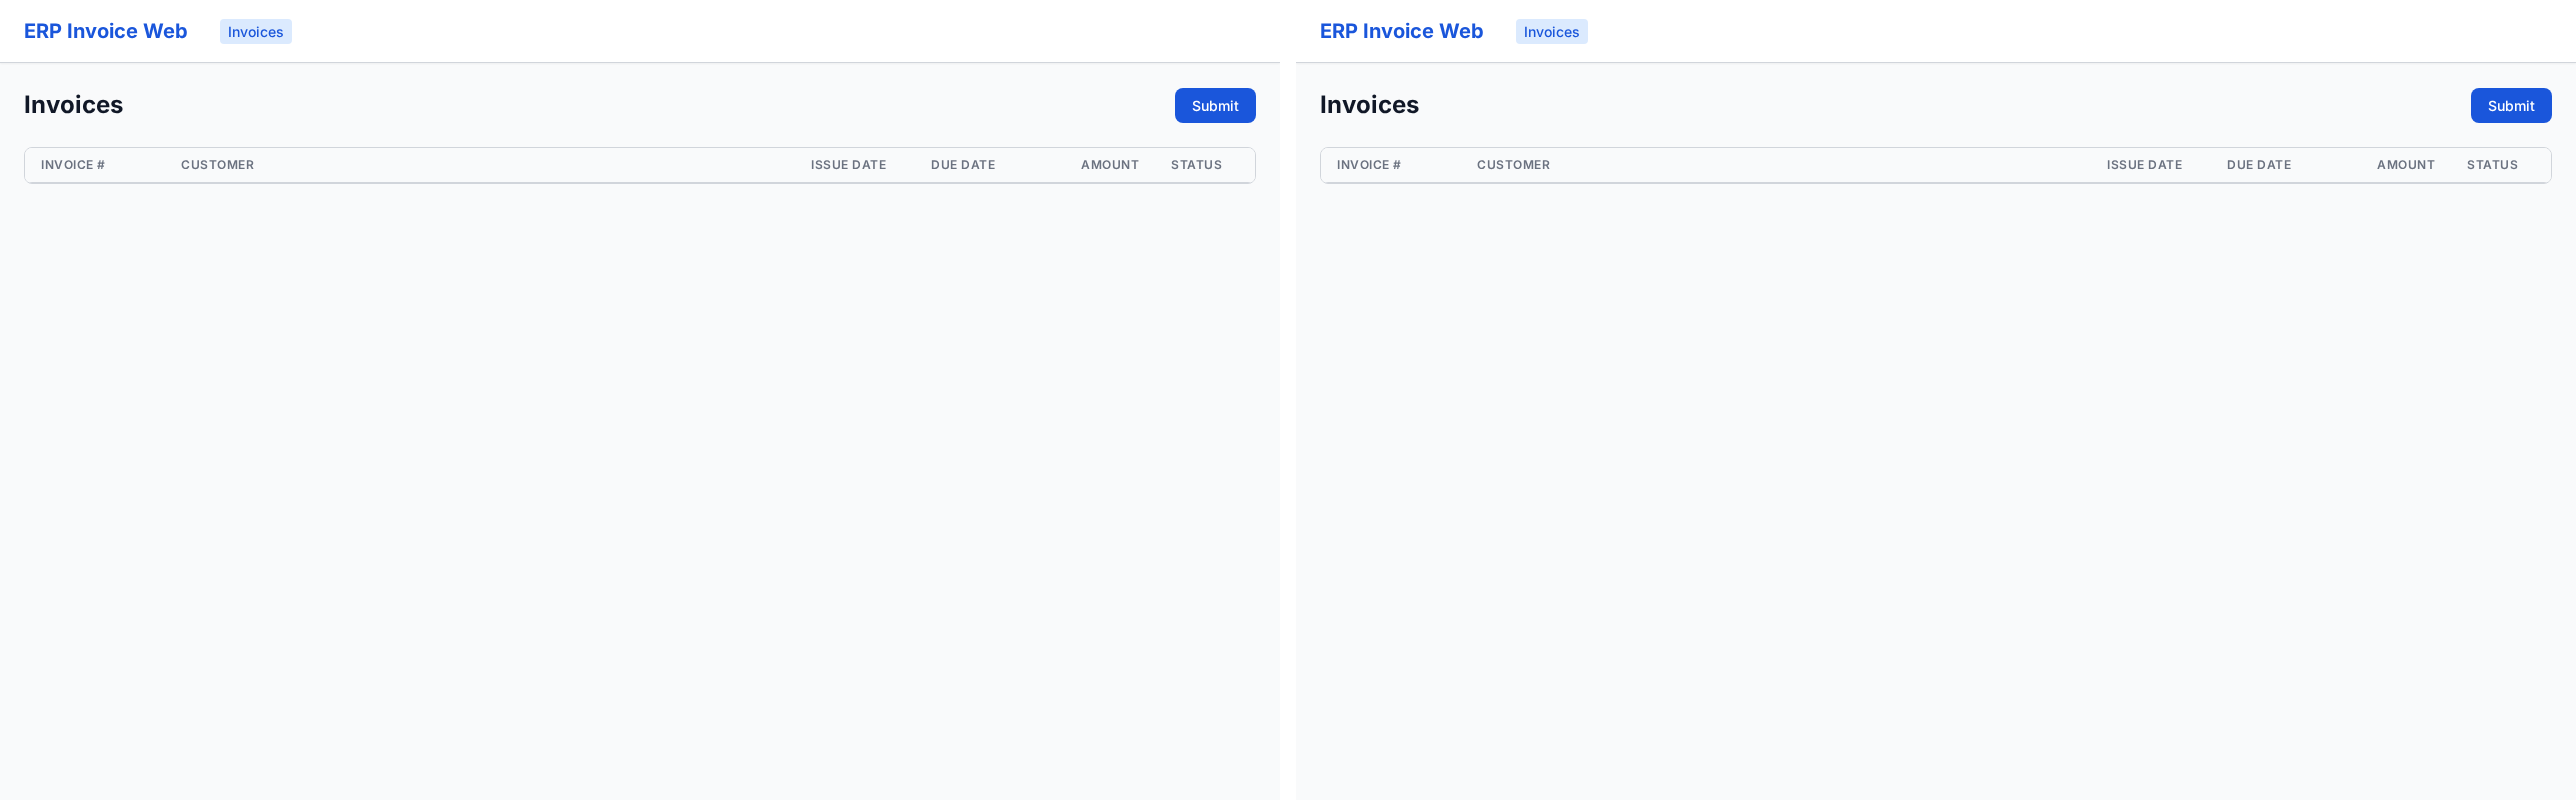 ERP Invoice Web Invoices
Invoices Submit
INVOICE # CUSTOMER ISSUE DATE DUE DATE AMOUNT STATUS
ERP Invoice Web Invoices
Invoices Submit
INVOICE # CUSTOMER ISSUE DATE DUE DATE AMOUNT STATUS